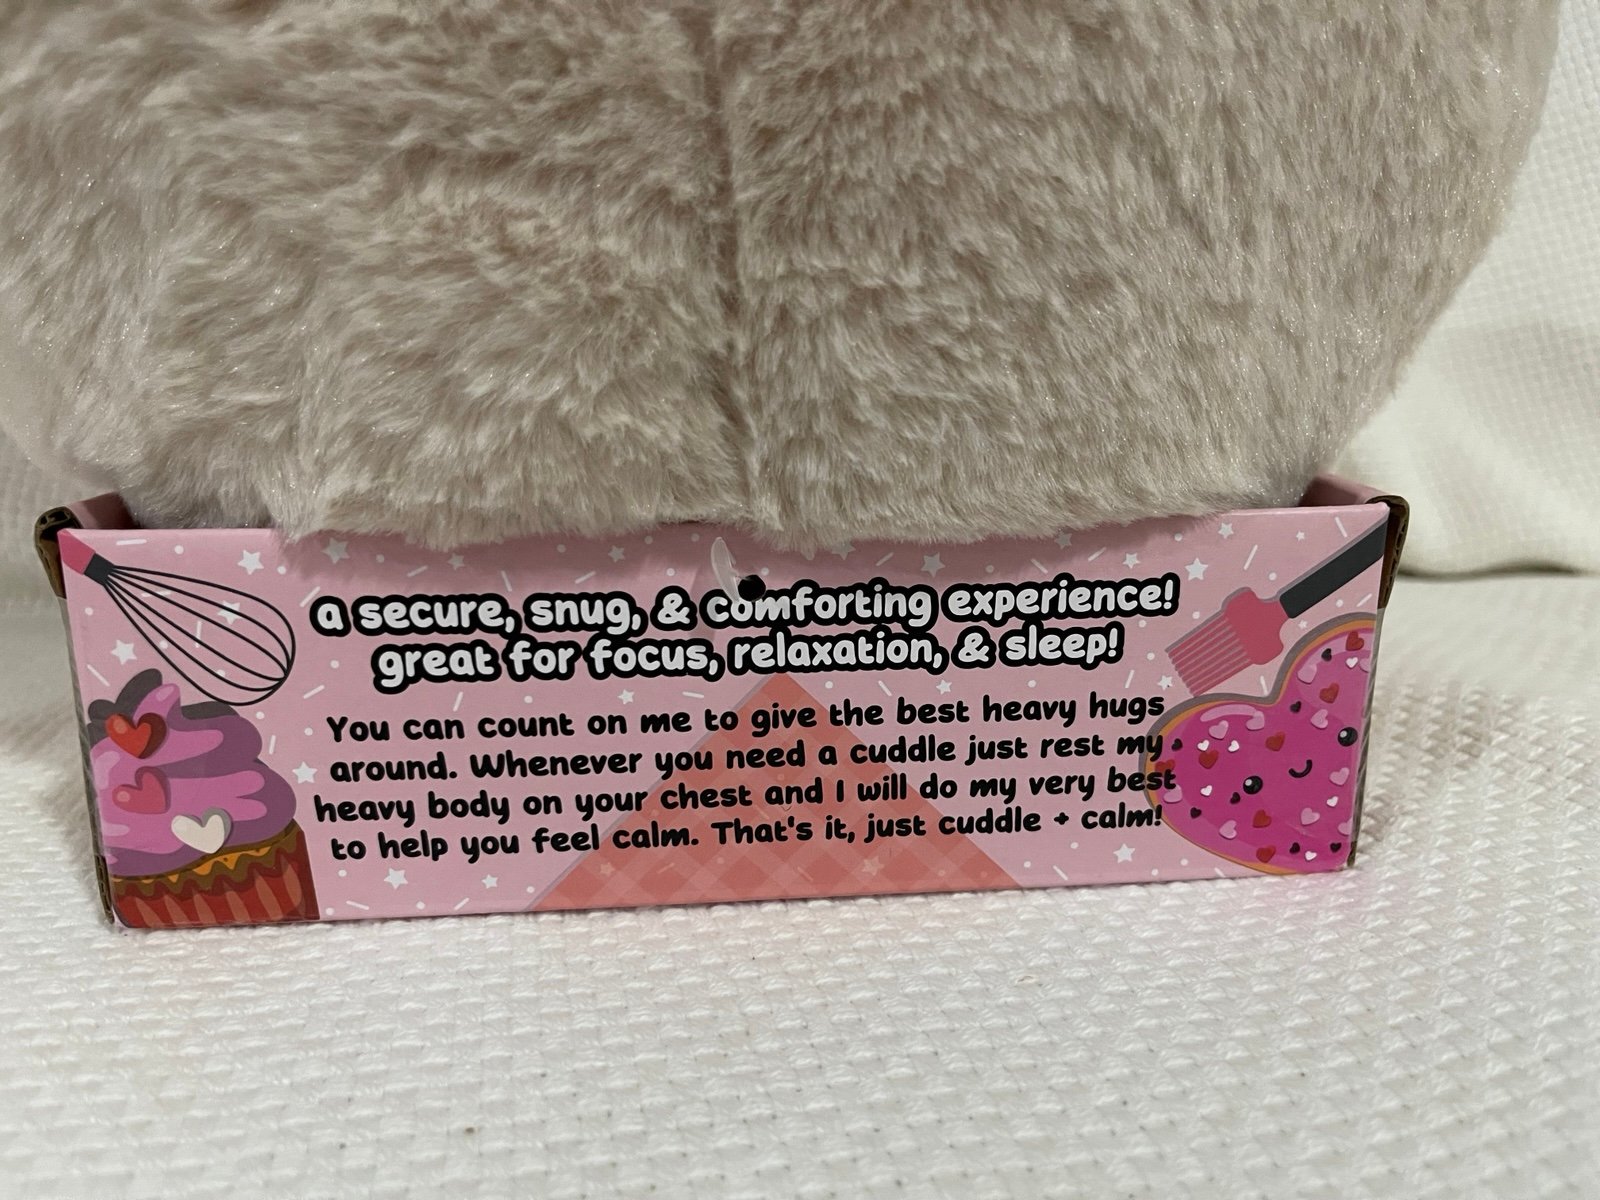 a secure, snug, & comforting experience!
great for focus, relaxation, & sleep!
You can count on me to give the best heavy hugs
around. Whenever you need a cuddle just rest my
heavy body on your chest and I will do my very best
to help you feel calm. That's it, just cuddle + calm!